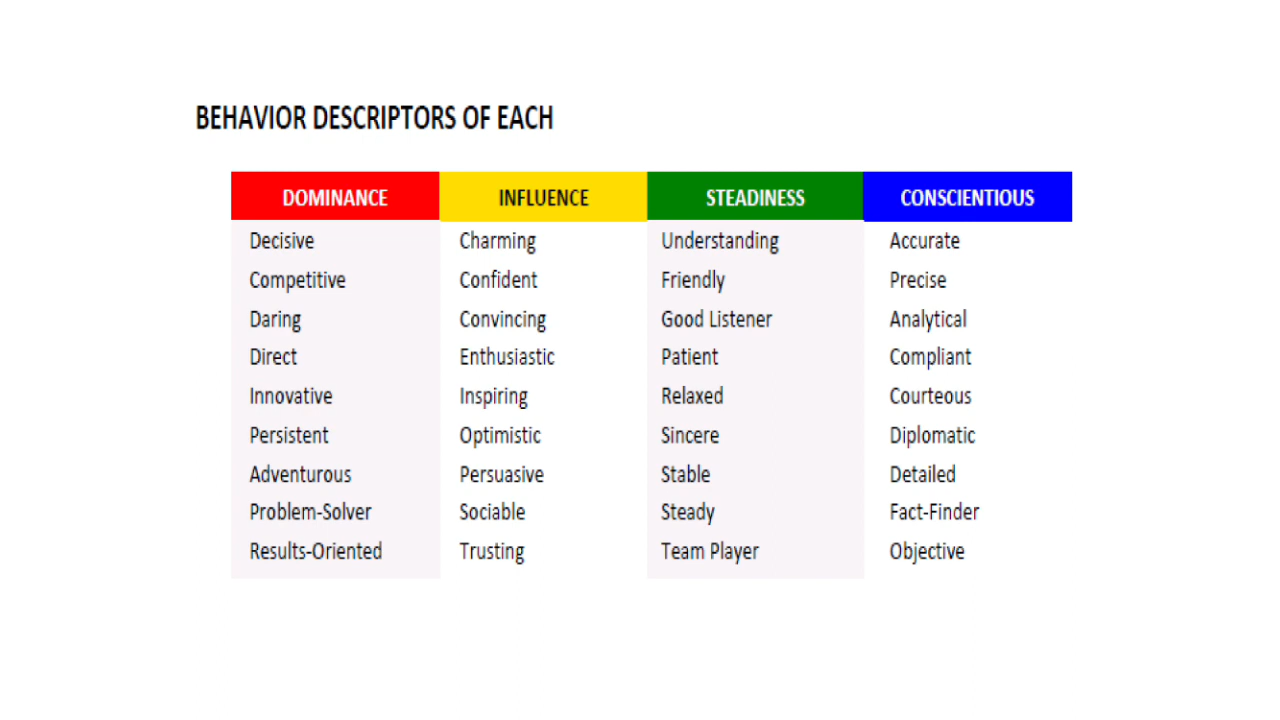 BEHAVIOR DESCRIPTORS OF EACH
DOMINANCE INFLUENCE STEADINESS CONSCIENTIOUS
Decisive Charming Understanding Accurate
Competitive Confident Friendly Precise
Daring Convincing Good Listener Analytical
Direct Enthusiastic Patient Compliant
Innovative Inspiring Relaxed Courteous
Persistent Optimistic Sincere Diplomatic
Adventurous Persuasive Stable Detailed
Problem-Solver Sociable Steady Fact-Finder
Results-Oriented Trusting Team Player Objective